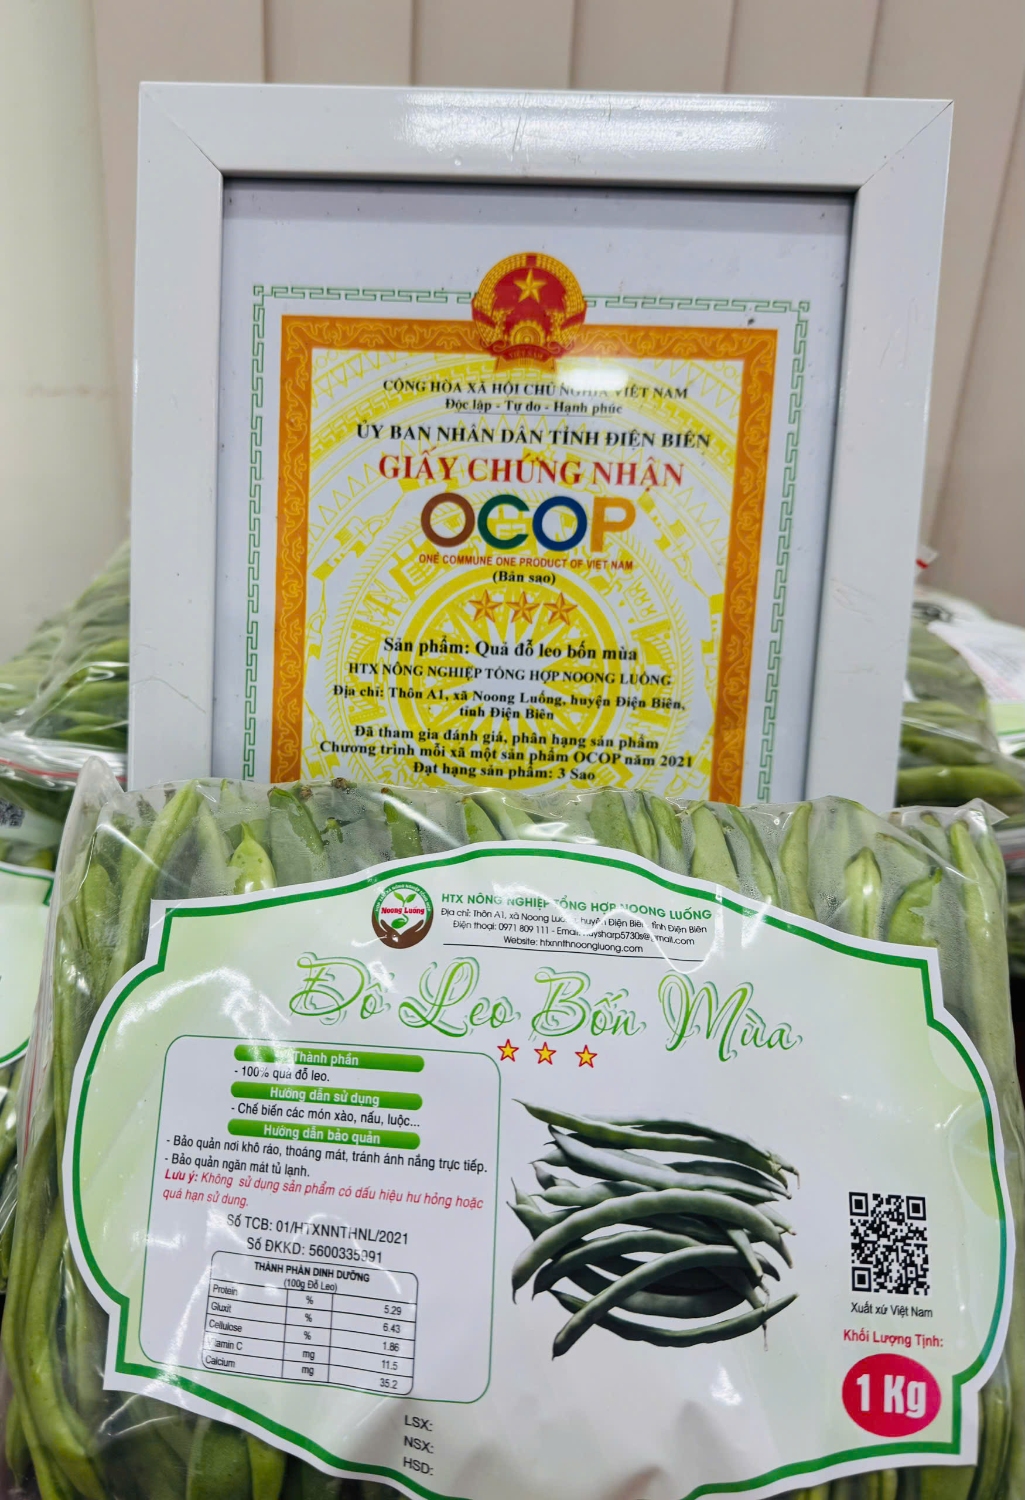 VIỆT NAM
CỘNG HÒA XÃ HỘI CHỦ NGHĨA VIỆT NAM
Độc lập - Tự do - Hạnh phúc
ỦY BAN NHÂN DÂN TỈNH ĐIỆN BIÊN
GIẤY CHỨNG NHẬN
OCOP
ONE COMMUNE ONE PRODUCT OF VIET NAM
(Bản sao)
Sản phẩm: Quả đỗ leo bốn mùa
HTX NÔNG NGHIỆP TỔNG HỢP NOONG LUỐNG
Địa chỉ: Thôn A1, xã Noong Luống, huyện Điện Biên,
tỉnh Điện Biên
Đã tham gia đánh giá, phân hạng sản phẩm
Chương trình mỗi xã một sản phẩm OCOP năm 2021
Đạt hạng sản phẩm: 3 Sao
Noong Luống
HTX NÔNG NGHIỆP TỔNG HỢP NOONG LUỐNG
Địa chỉ: Thôn A1, xã Noong Luống, huyện Điện Biên, tỉnh Điện Biên
Điện thoại: 0971 809 111 - Email:
Website: htxnnthnoongluong.com
Đỗ Leo Bốn Mùa
Thành phần
- 100% quả đỗ leo.
Hướng dẫn sử dụng
- Chế biến các món xào, nấu, luộc...
Hướng dẫn bảo quản
- Bảo quản nơi khô ráo, thoáng mát, tránh ánh nắng trực tiếp.
- Bảo quản ngăn mát tủ lạnh.
Lưu ý: Không sử dụng sản phẩm có dấu hiệu hư hỏng hoặc
quá hạn sử dụng.
Số TCB: 01/HTXNNTHNL/2021
Số ĐKKD: 5600335991
THÀNH PHẦN DINH DƯỠNG
(100g Đỗ Leo)
Protein % 5.29
Gluxit % 6.43
Cellulose % 1.86
Vitamin C mg 11.5
Calcium mg 35.2
LSX:
NSX:
HSD:
Xuất xứ Việt Nam
Khối Lượng Tịnh:
1 Kg